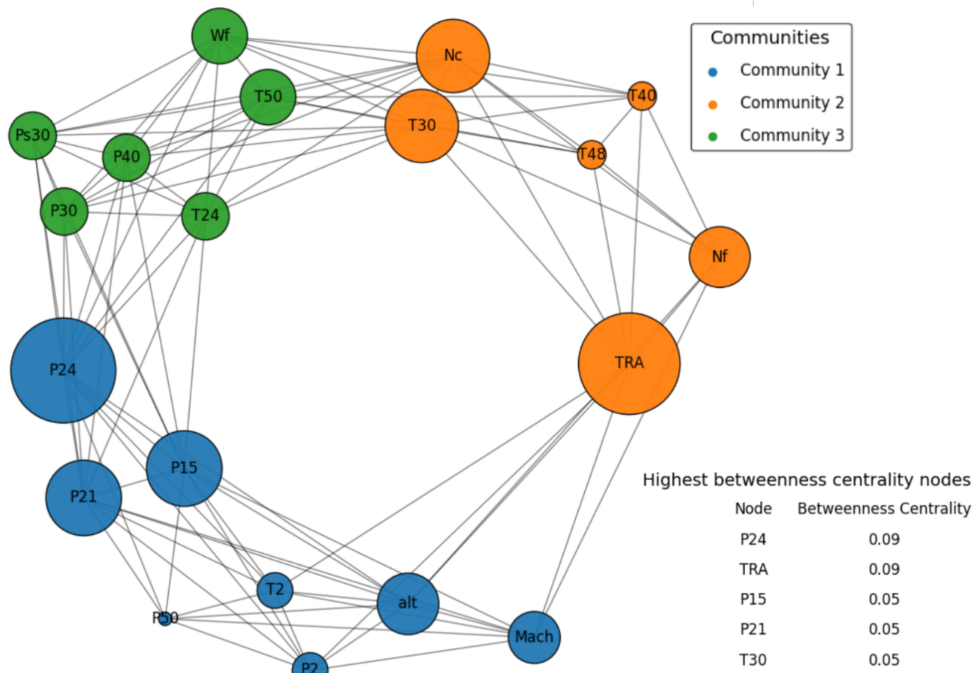 Wf
Nc
Communities
Community 1
Community 2
Community 3
T50
T40
T30
Ps30
P40
T48
P30
T24
Nf
P24
TRA
P15
P21
Highest betweenness centrality nodes
Node Betweenness Centrality
P24 0.09
TRA 0.09
P15 0.05
P21 0.05
T30 0.05
T2
alt
P50
Mach
P2